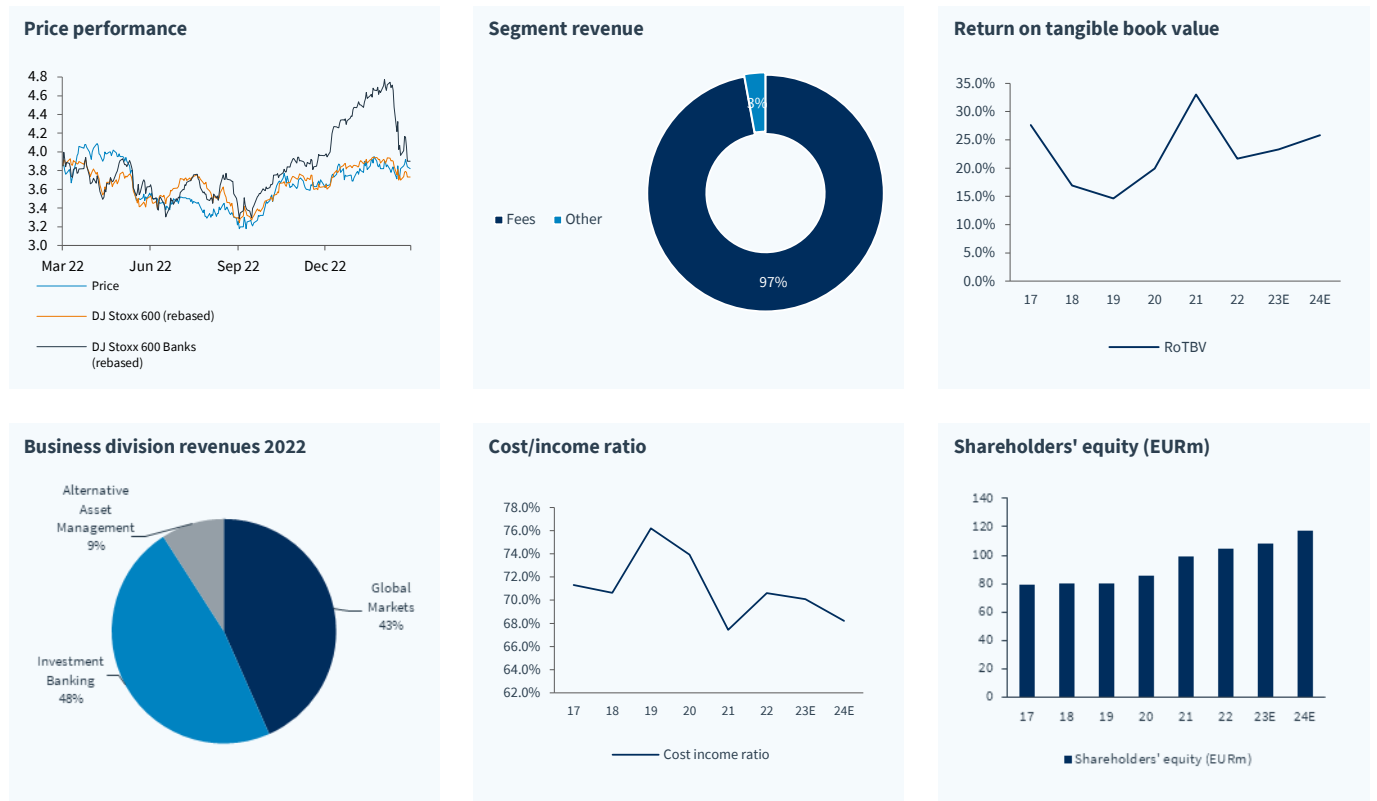 Price performance
4.8
4.6
4.4
4.2
4.0
3.8
3.6
3.4
3.2
3.0
Mar 22 Jun 22 Sep 22 Dec 22
Price
DJ Stoxx 600 (rebased)
DJ Stoxx 600 Banks
(rebased)
Segment revenue
3%
Fees Other
97%
Return on tangible book value
35.0%
30.0%
25.0%
20.0%
15.0%
10.0%
5.0%
0.0%
17 18 19 20 21 22 23E 24E
RoTBV
Business division revenues 2022
Alternative
Asset
Management
9%
Global
Markets
43%
Investment
Banking
48%
Cost/income ratio
78.0%
76.0%
74.0%
72.0%
70.0%
68.0%
66.0%
64.0%
62.0%
17 18 19 20 21 22 23E 24E
Cost income ratio
Shareholders' equity (EURm)
140
120
100
80
60
40
20
0
17 18 19 20 21 22 23E 24E
Shareholders' equity (EURm)